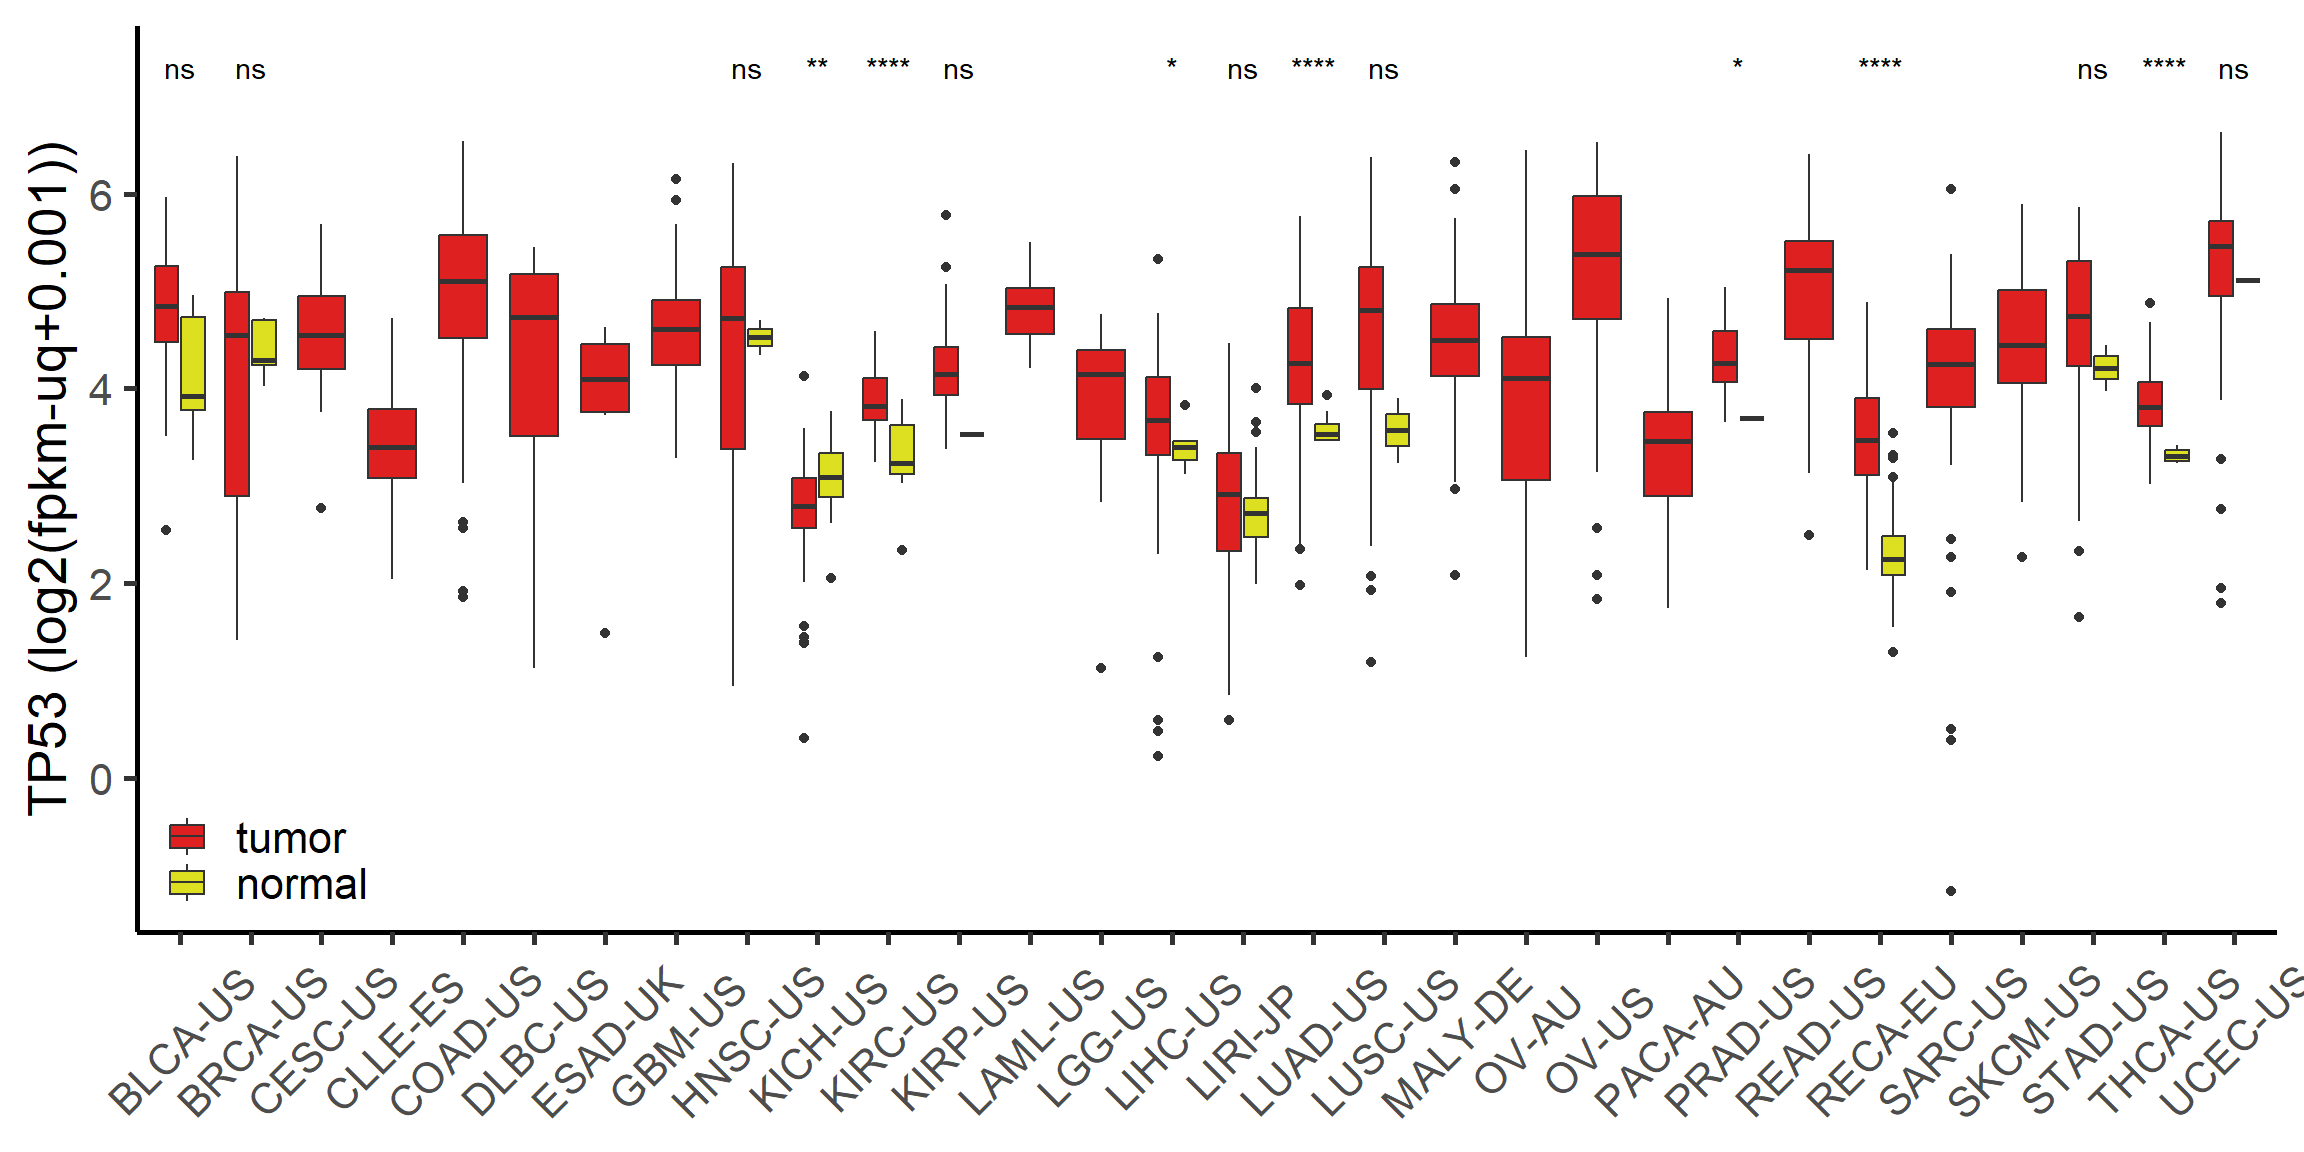 ns ns ns ** **** ns * ns **** ns * **** ns **** ns
TP53 (log2(fpkm-uq+0.001))
6
4
2
0
tumor
normal
BLCA-US
BRCA-US
CESC-US
CLLE-ES
COAD-US
DLBC-US
ESAD-UK
GBM-US
HNSC-US
KICH-US
KIRC-US
KIRP-US
LAML-US
LGG-US
LIHC-US
LIRI-JP
LUAD-US
LUSC-US
MALY-DE
OV-AU
OV-US
PACA-AU
PRAD-US
READ-US
RECA-EU
SARC-US
SKCM-US
STAD-US
THCA-US
UCEC-US